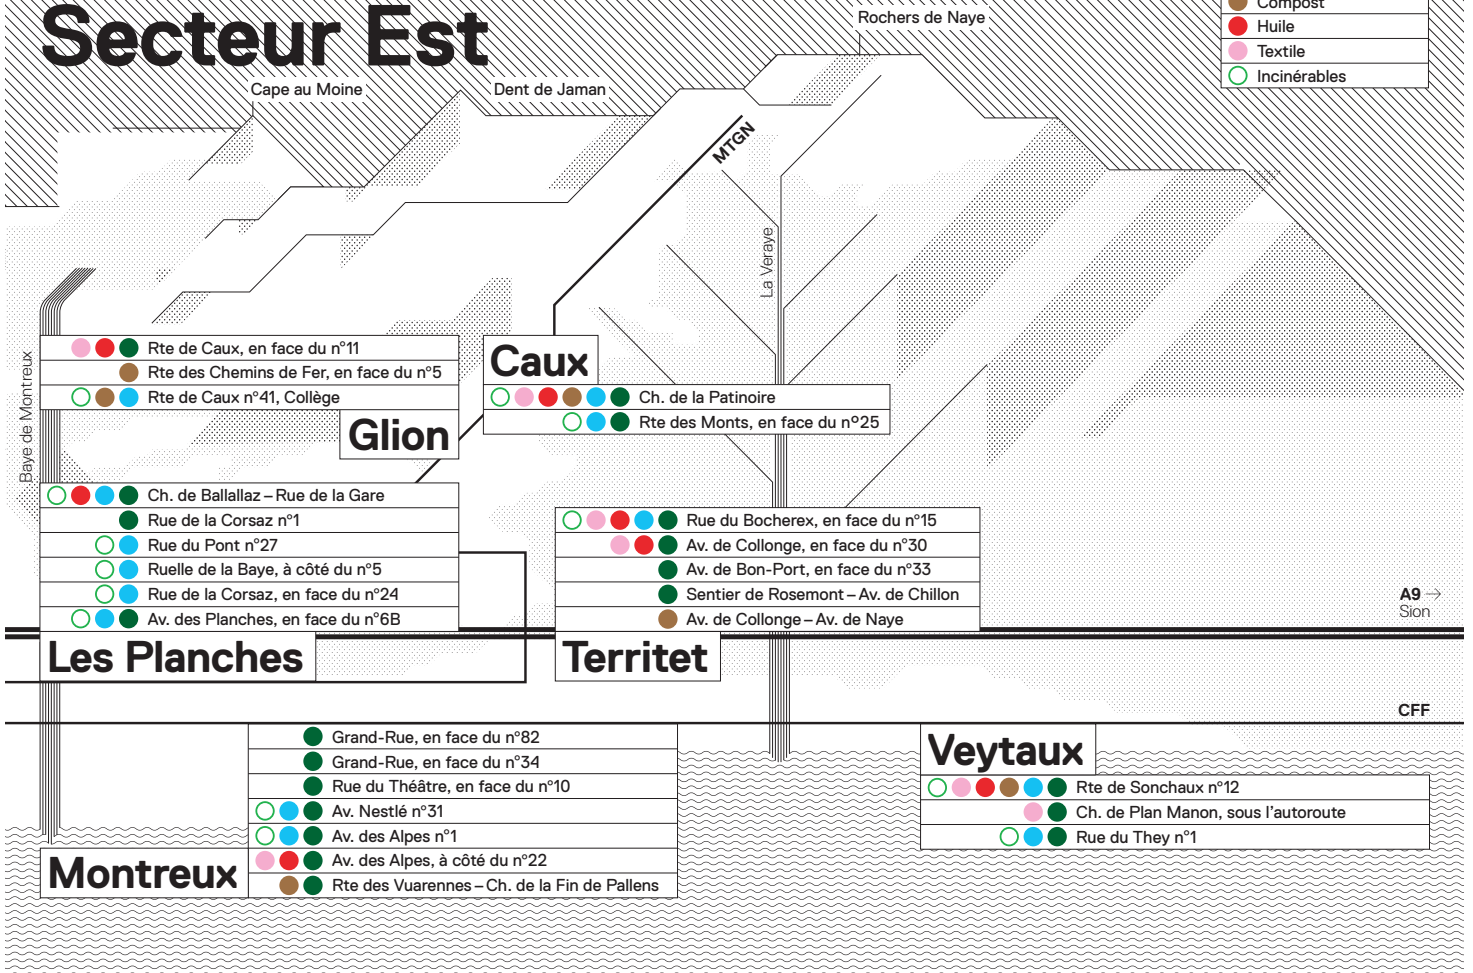 Secteur Est
Rochers de Naye
Compost
Huile
Textile
Incinérables
Cape au Moine
Dent de Jaman
MTGN
La Veraye
Baye de Montreux
Rte de Caux, en face du n°11
Rte des Chemins de Fer, en face du n°5
Rte de Caux n°41, Collège
Glion
Caux
Ch. de la Patinoire
Rte des Monts, en face du n°25
Ch. de Ballallaz – Rue de la Gare
Rue de la Corsaz n°1
Rue du Pont n°27
Ruelle de la Baye, à côté du n°5
Rue de la Corsaz, en face du n°24
Av. des Planches, en face du n°6B
Les Planches
Rue du Bocherex, en face du n°15
Av. de Collonge, en face du n°30
Av. de Bon-Port, en face du n°33
Sentier de Rosemont – Av. de Chillon
Av. de Collonge – Av. de Naye
Territet
A9 →
Sion
CFF
Grand-Rue, en face du n°82
Grand-Rue, en face du n°34
Rue du Théâtre, en face du n°10
Av. Nestlé n°31
Av. des Alpes n°1
Av. des Alpes, à côté du n°22
Rte des Vuarennes – Ch. de la Fin de Pallens
Montreux
Veytaux
Rte de Sonchaux n°12
Ch. de Plan Manon, sous l'autoroute
Rue du They n°1